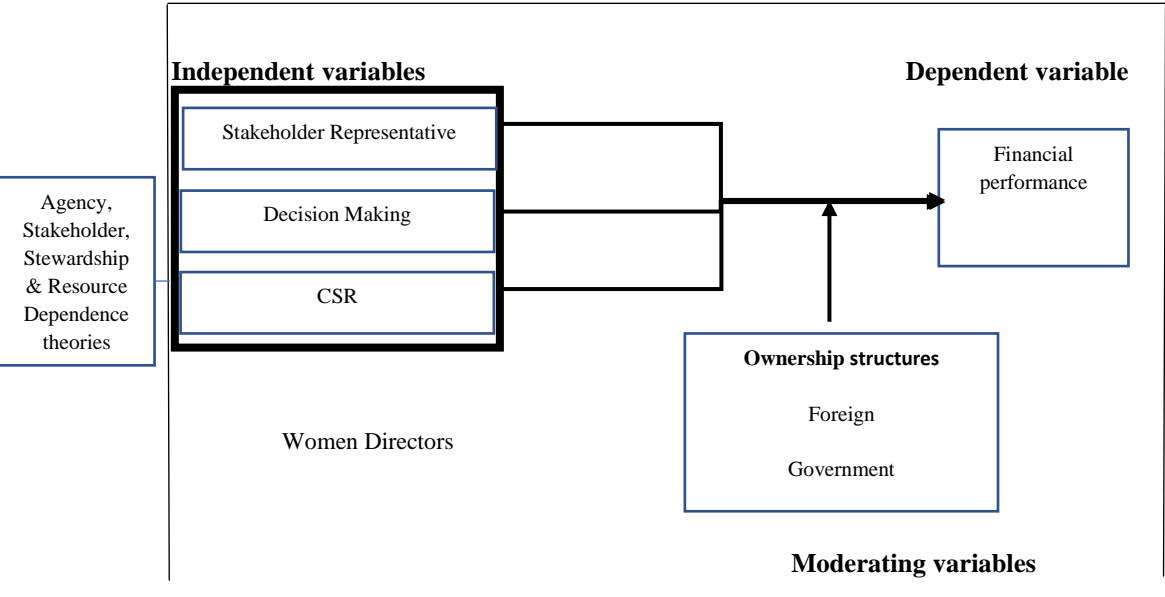 Independent variables
Dependent variable
Stakeholder Representative
Decision Making
CSR
Agency,
Stakeholder,
Stewardship
& Resource
Dependence
theories
Financial
performance
Ownership structures
Foreign
Government
Women Directors
Moderating variables